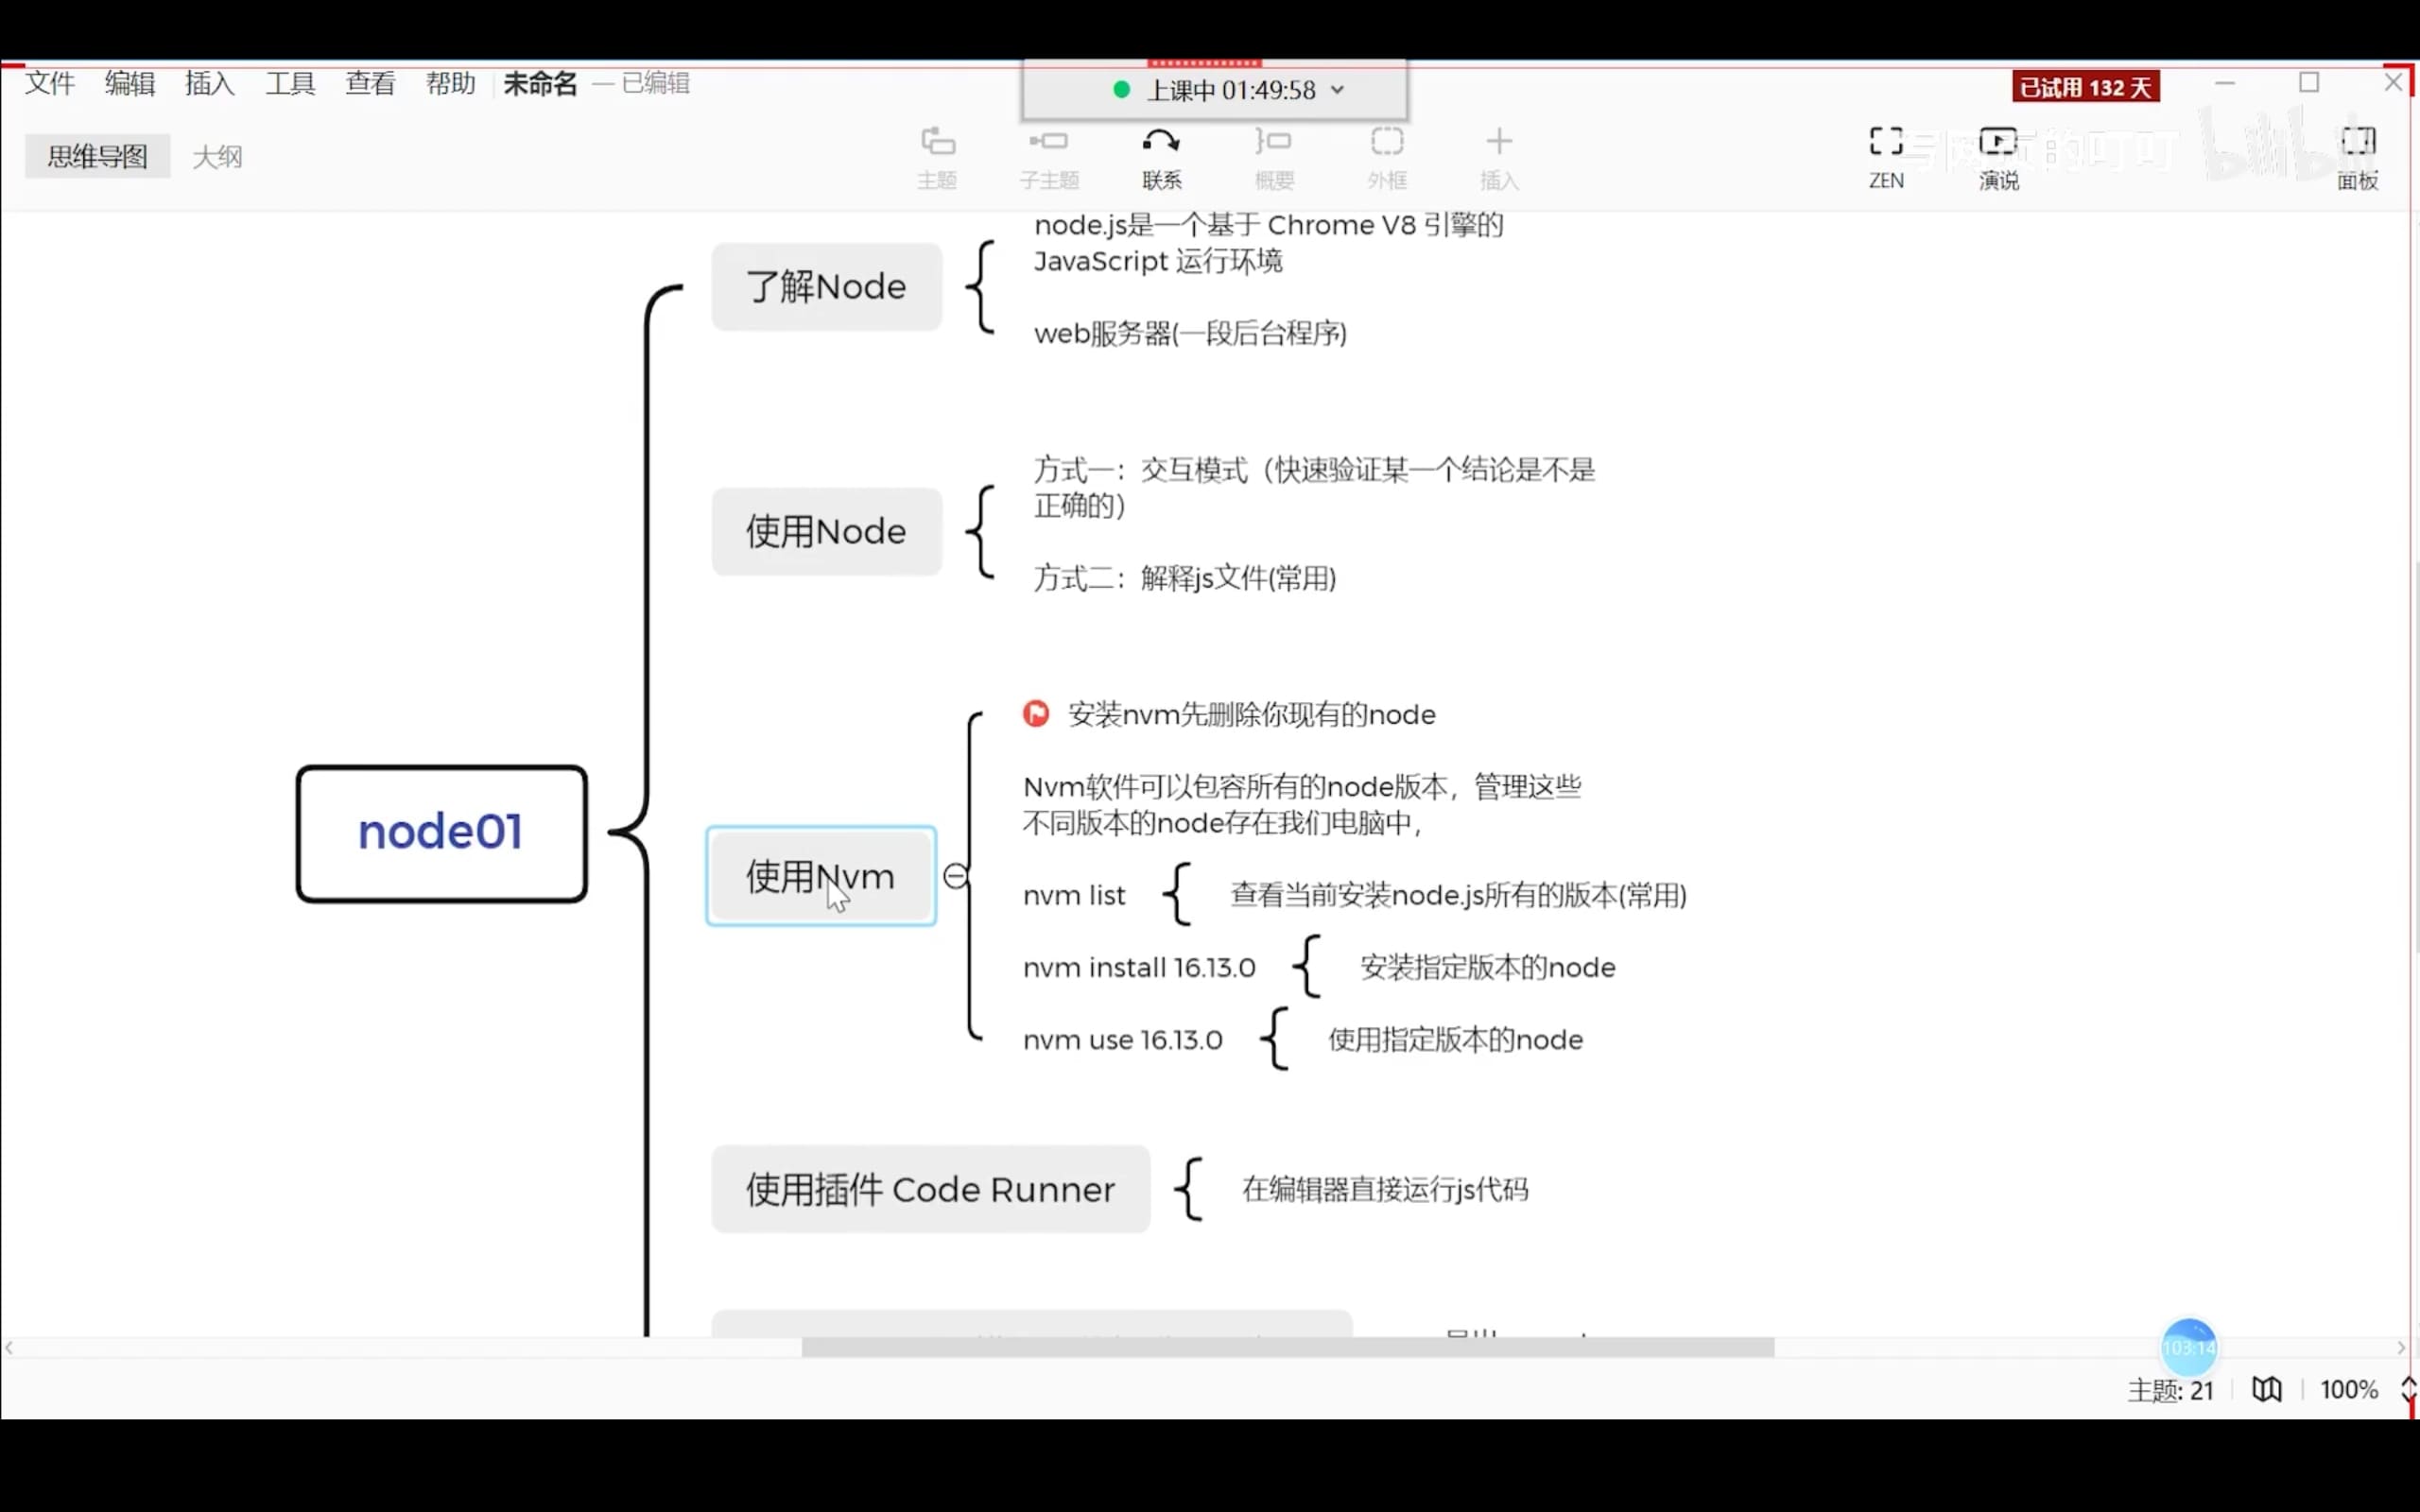 文件 编辑 插入 工具 查看 帮助 未命名 — 已编辑
上课中 01:49:58
已试用 132 天
思维导图 大纲
主题 子主题 联系 概要 外框 插入
ZEN 演说 面板
写网页的叮叮 bilibili
node.js是一个基于 Chrome V8 引擎的
JavaScript 运行环境
了解Node
web服务器(一段后台程序)
方式一：交互模式（快速验证某一个结论是不是
正确的）
使用Node
方式二：解释js文件(常用)
安装nvm先删除你现有的node
Nvm软件可以包容所有的node版本，管理这些
不同版本的node存在我们电脑中，
node01
使用Nvm
nvm list 查看当前安装node.js所有的版本(常用)
nvm install 16.13.0 安装指定版本的node
nvm use 16.13.0 使用指定版本的node
使用插件 Code Runner 在编辑器直接运行js代码
103:14
主题: 21 100%